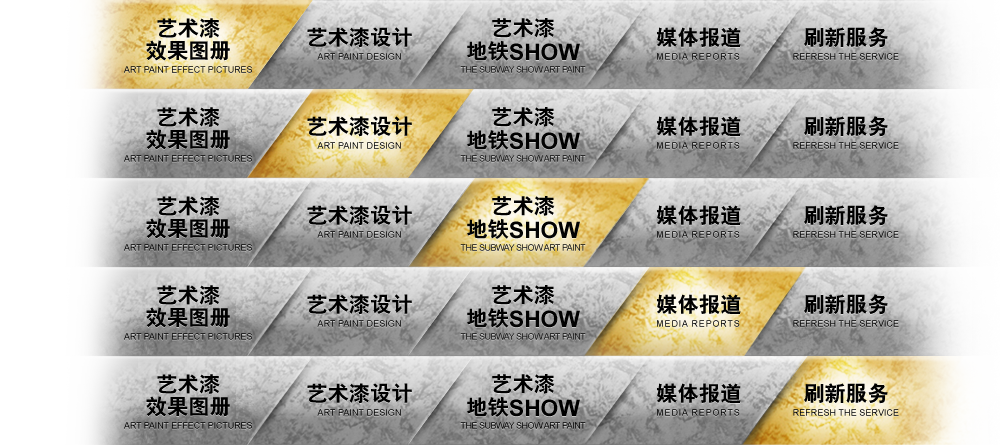 艺术漆
效果图册
ART PAINT EFFECT PICTURES
艺术漆设计
ART PAINT DESIGN
艺术漆
地铁SHOW
THE SUBWAY SHOW ART PAINT
媒体报道
MEDIA REPORTS
刷新服务
REFRESH THE SERVICE
艺术漆
效果图册
ART PAINT EFFECT PICTURES
艺术漆设计
ART PAINT DESIGN
艺术漆
地铁SHOW
THE SUBWAY SHOW ART PAINT
媒体报道
MEDIA REPORTS
刷新服务
REFRESH THE SERVICE
艺术漆
效果图册
ART PAINT EFFECT PICTURES
艺术漆设计
ART PAINT DESIGN
艺术漆
地铁SHOW
THE SUBWAY SHOW ART PAINT
媒体报道
MEDIA REPORTS
刷新服务
REFRESH THE SERVICE
艺术漆
效果图册
ART PAINT EFFECT PICTURES
艺术漆设计
ART PAINT DESIGN
艺术漆
地铁SHOW
THE SUBWAY SHOW ART PAINT
媒体报道
MEDIA REPORTS
刷新服务
REFRESH THE SERVICE
艺术漆
效果图册
ART PAINT EFFECT PICTURES
艺术漆设计
ART PAINT DESIGN
艺术漆
地铁SHOW
THE SUBWAY SHOW ART PAINT
媒体报道
MEDIA REPORTS
刷新服务
REFRESH THE SERVICE